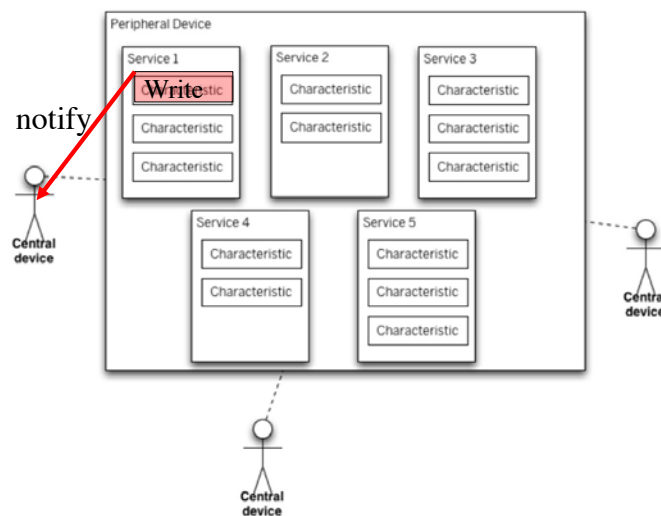 Peripheral Device
Service 1
Service 2
Service 3
Write
Characteristic
Characteristic
Characteristic
notify
Characteristic
Characteristic
Characteristic
Characteristic
Characteristic
Service 4
Service 5
Central
device
Characteristic
Characteristic
Characteristic
Characteristic
Characteristic
Central
device
Central
device